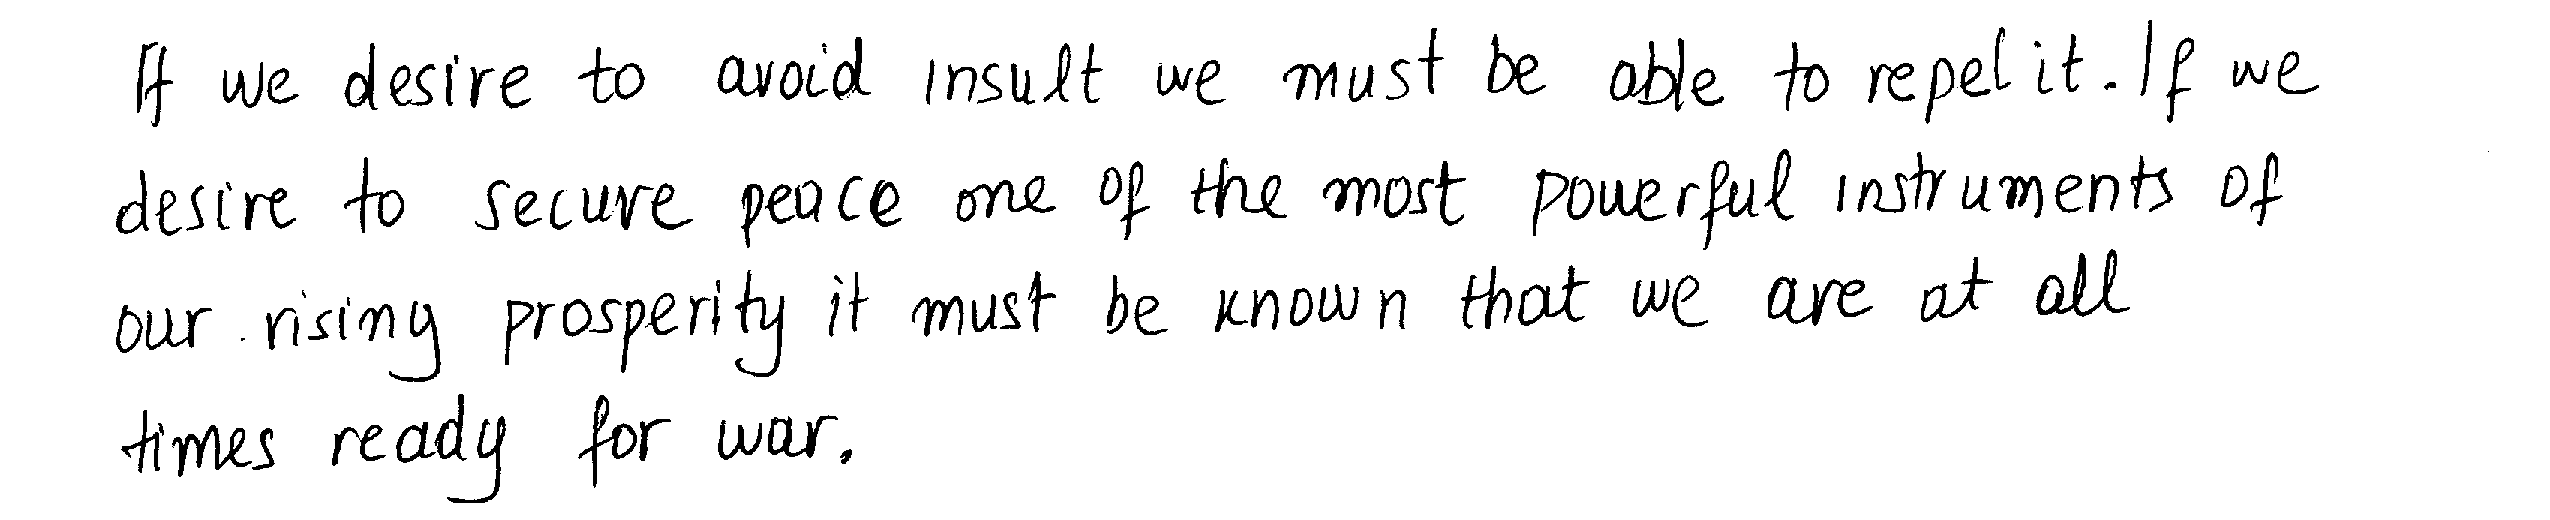 If we desire to avoid insult we must be able to repel it. If we
desire to secure peace one of the most powerful instruments of
our rising prosperity it must be known that we are at all
times ready for war.